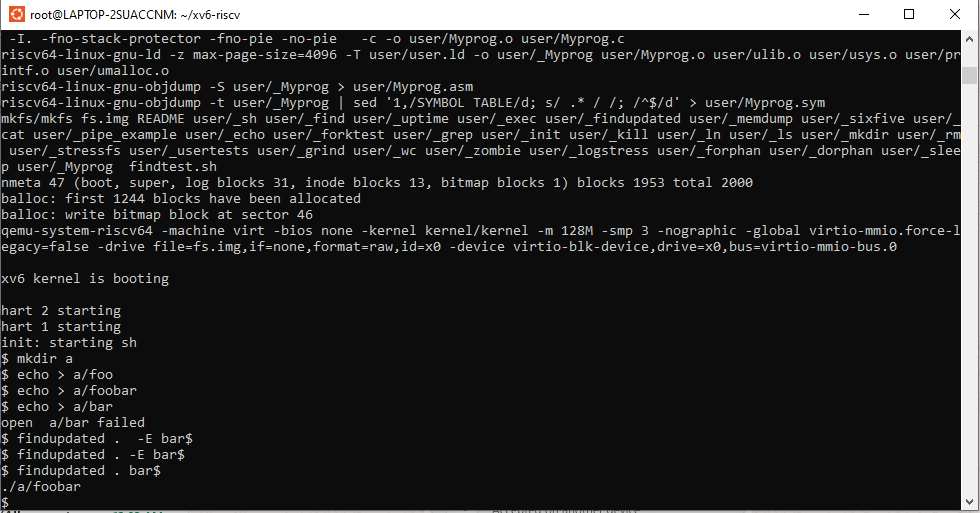 root@LAPTOP-2SUACCNM: ~/xv6-riscv
-I. -fno-stack-protector -fno-pie -no-pie   -c -o user/Myprog.o user/Myprog.c
riscv64-linux-gnu-ld -z max-page-size=4096 -T user/user.ld -o user/_Myprog user/Myprog.o user/ulib.o user/usys.o user/pr
intf.o user/umalloc.o
riscv64-linux-gnu-objdump -S user/_Myprog > user/Myprog.asm
riscv64-linux-gnu-objdump -t user/_Myprog | sed '1,/SYMBOL TABLE/d; s/ .* / /; /^$/d' > user/Myprog.sym
mkfs/mkfs fs.img README user/_sh user/_find user/_uptime user/_exec user/_findupdated user/_memdump user/_sixfive user/_
cat user/_pipe_example user/_echo user/_forktest user/_grep user/_init user/_kill user/_ln user/_ls user/_mkdir user/_rm
 user/_stressfs user/_usertests user/_grind user/_wc user/_zombie user/_logstress user/_forphan user/_dorphan user/_slee
p user/_Myprog  findtest.sh
nmeta 47 (boot, super, log blocks 31, inode blocks 13, bitmap blocks 1) blocks 1953 total 2000
balloc: first 1244 blocks have been allocated
balloc: write bitmap block at sector 46
qemu-system-riscv64 -machine virt -bios none -kernel kernel/kernel -m 128M -smp 3 -nographic -global virtio-mmio.force-l
egacy=false -drive file=fs.img,if=none,format=raw,id=x0 -device virtio-blk-device,drive=x0,bus=virtio-mmio-bus.0
xv6 kernel is booting
hart 2 starting
hart 1 starting
init: starting sh
$ mkdir a
$ echo > a/foo
$ echo > a/foobar
$ echo > a/bar
open  a/bar failed
$ findupdated .  -E bar$
$ findupdated . -E bar$
$ findupdated . bar$
./a/foobar
$